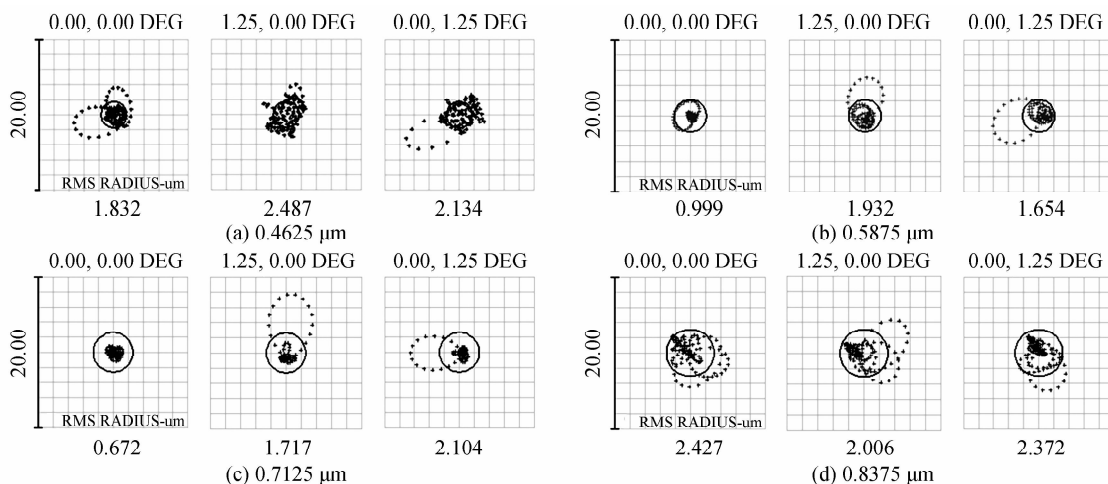 0.00, 0.00 DEG 1.25, 0.00 DEG 0.00, 1.25 DEG
20.00
RMS RADIUS-um
1.832 2.487 2.134
(a) 0.4625 μm
0.00, 0.00 DEG 1.25, 0.00 DEG 0.00, 1.25 DEG
20.00
RMS RADIUS-um
0.999 1.932 1.654
(b) 0.5875 μm
0.00, 0.00 DEG 1.25, 0.00 DEG 0.00, 1.25 DEG
20.00
RMS RADIUS-um
0.672 1.717 2.104
(c) 0.7125 μm
0.00, 0.00 DEG 1.25, 0.00 DEG 0.00, 1.25 DEG
20.00
RMS RADIUS-um
2.427 2.006 2.372
(d) 0.8375 μm